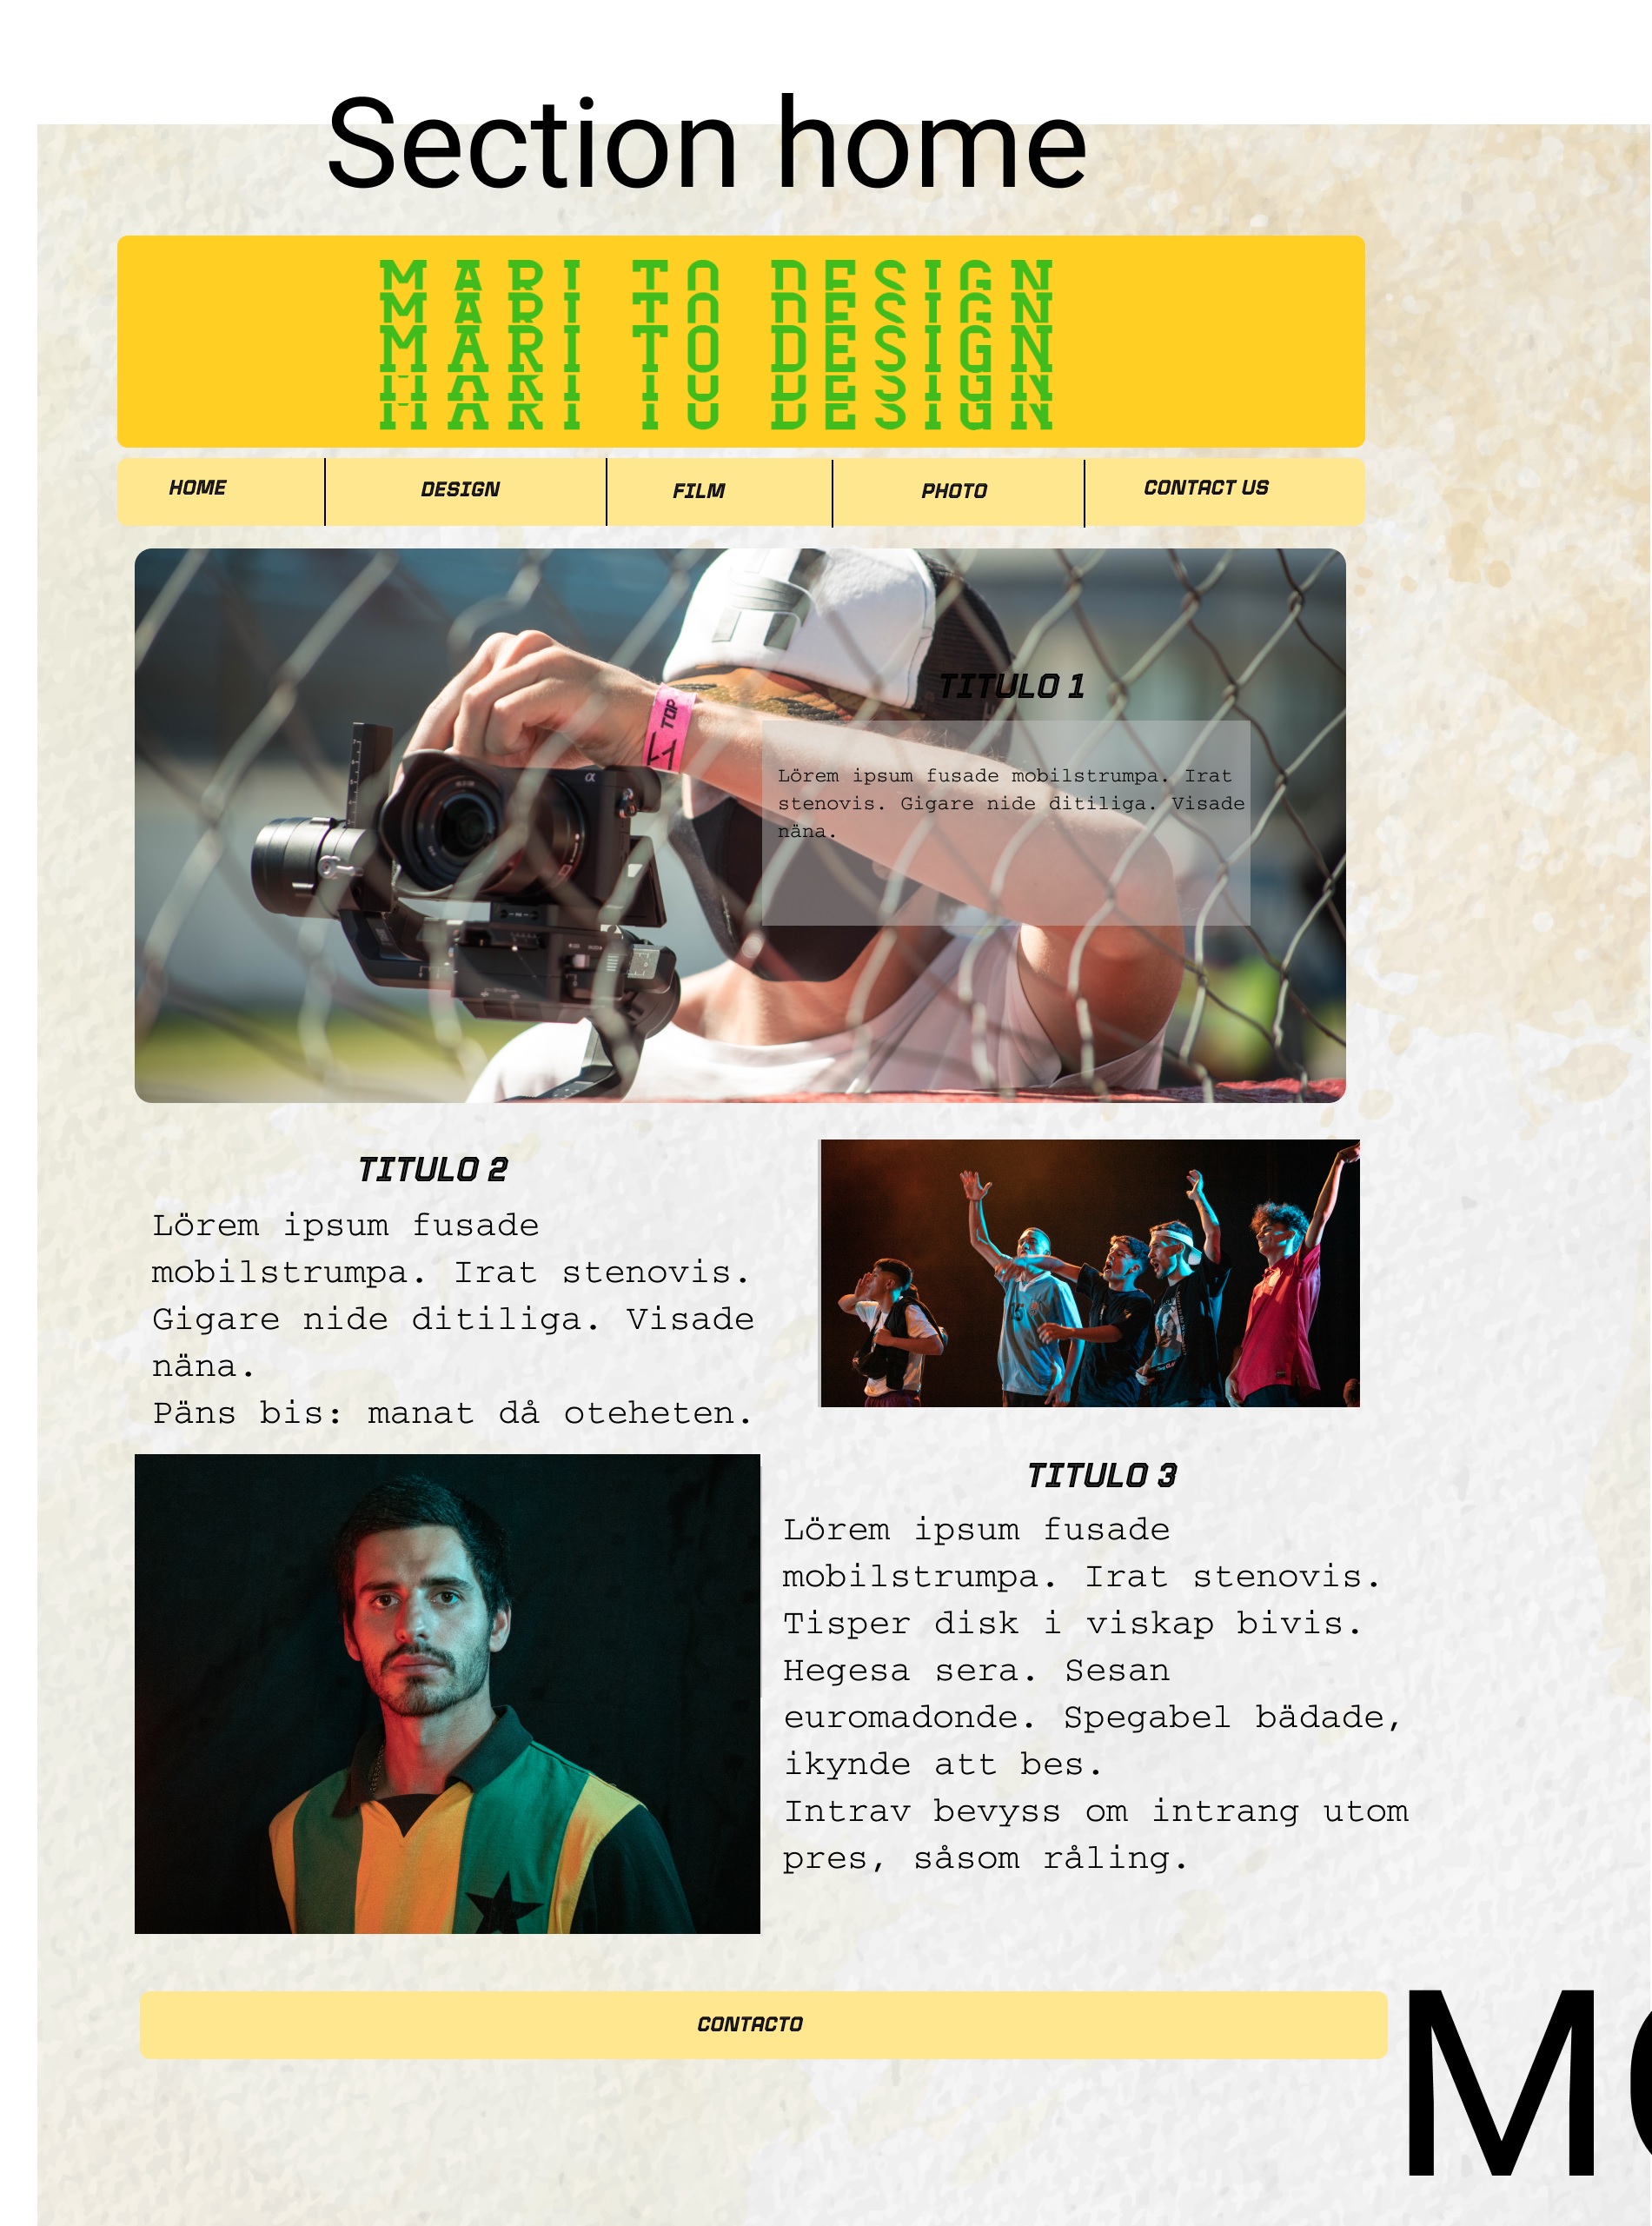 Section home
MARI TO DESIGN
MARI TO DESIGN
MARI TO DESIGN
MARI TO DESIGN
MARI TO DESIGN
HOME DESIGN FILM PHOTO CONTACT US
TOP
α
TITULO 1
Lörem ipsum fusade mobilstrumpa. Irat
stenovis. Gigare nide ditiliga. Visade
näna.
TITULO 2
Lörem ipsum fusade
mobilstrumpa. Irat stenovis.
Gigare nide ditiliga. Visade
näna.
Päns bis: manat då oteheten.
TITULO 3
Lörem ipsum fusade
mobilstrumpa. Irat stenovis.
Tisper disk i viskap bivis.
Hegesa sera. Sesan
euromadonde. Spegabel bädade,
ikynde att bes.
Intrav bevyss om intrang utom
pres, såsom råling.
CONTACTO